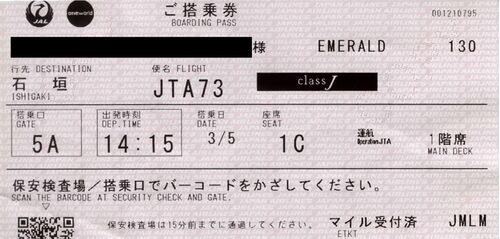 JAL oneworld ご搭乗券 001210795
BOARDING PASS
様 EMERALD 130
行先 DESTINATION 便名 FLIGHT
石垣 JTA73 class J
ISHIGAKI
搭乗口 出発時刻 搭乗日 座席
GATE DEP.TIME DATE SEAT
5A 14:15 3/5 1C 運航 Operation JTA 1階席
MAIN DECK
保安検査場/搭乗口でバーコードをかざしてください。
SCAN THE BARCODE AT SECURITY CHECK AND GATE.
保安検査場は15分前までに通過してください。 マイル受付済 JMLM
ETKT